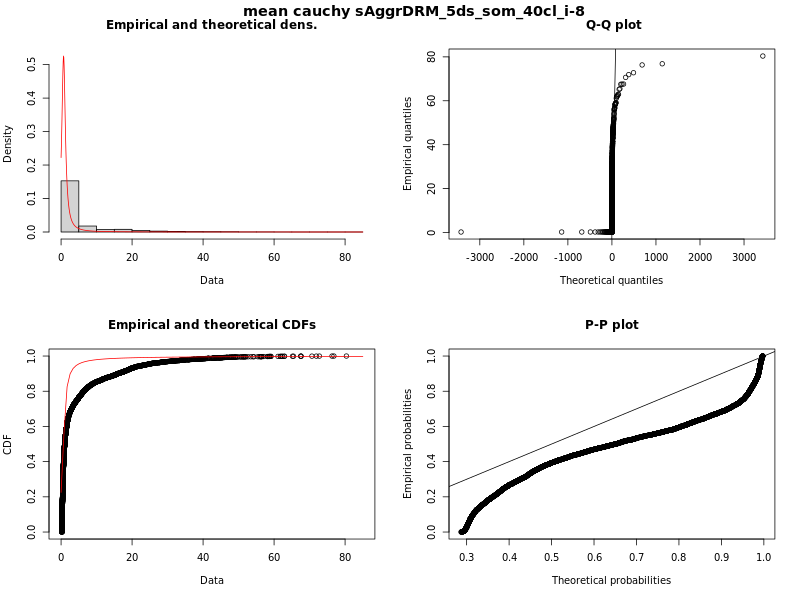 mean cauchy sAggrDRM_5ds_som_40cl_i-8
Empirical and theoretical dens.
Density
0.0 0.1 0.2 0.3 0.4 0.5
0 20 40 60 80
Data
Q-Q plot
Empirical quantiles
0 20 40 60 80
-3000 -2000 -1000 0 1000 2000 3000
Theoretical quantiles
Empirical and theoretical CDFs
CDF
0.0 0.2 0.4 0.6 0.8 1.0
0 20 40 60 80
Data
P-P plot
Empirical probabilities
0.0 0.2 0.4 0.6 0.8 1.0
0.3 0.4 0.5 0.6 0.7 0.8 0.9 1.0
Theoretical probabilities